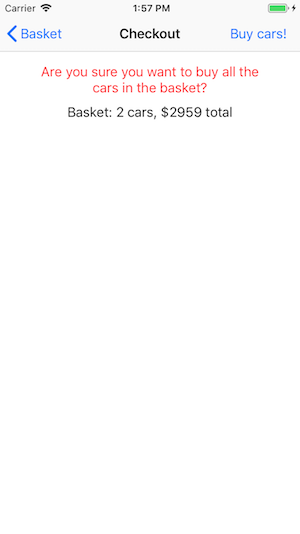 Carrier 1:57 PM
Basket Checkout Buy cars!
Are you sure you want to buy all the
cars in the basket?
Basket: 2 cars, $2959 total